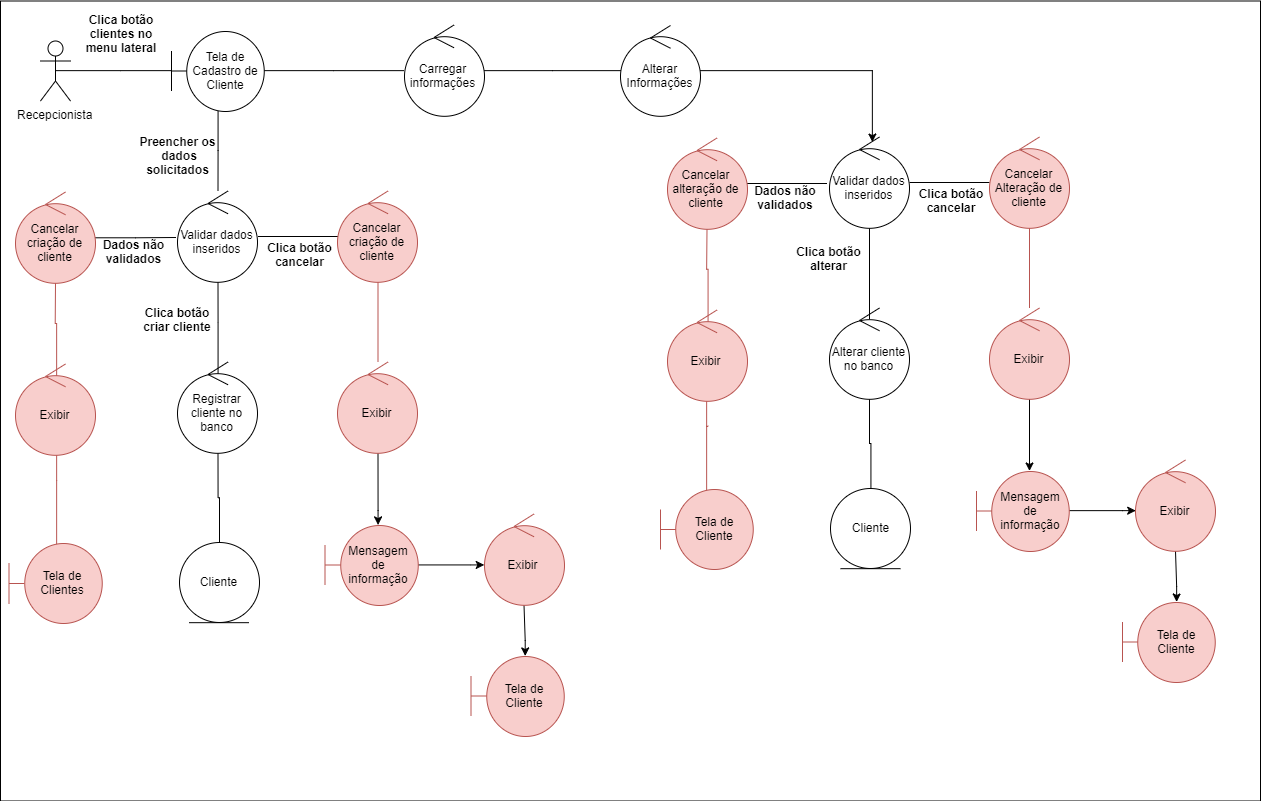 Clica botão
clientes no
menu lateral
Recepcionista
Tela de
Cadastro de
Cliente
Carregar
informações
Alterar
Informações
Preencher os
dados
solicitados
Cancelar
alteração de
cliente
Dados não
validados
Validar dados
inseridos
Clica botão
cancelar
Cancelar
Alteração de
cliente
Cancelar
criação de
cliente
Dados não
validados
Validar dados
inseridos
Clica botão
cancelar
Cancelar
criação de
cliente
Clica botão
alterar
Clica botão
criar cliente
Exibir
Alterar cliente
no banco
Exibir
Exibir
Registrar
cliente no
banco
Exibir
Tela de
Cliente
Cliente
Mensagem
de
informação
Exibir
Tela de
Clientes
Cliente
Mensagem
de
informação
Exibir
Tela de
Cliente
Tela de
Cliente